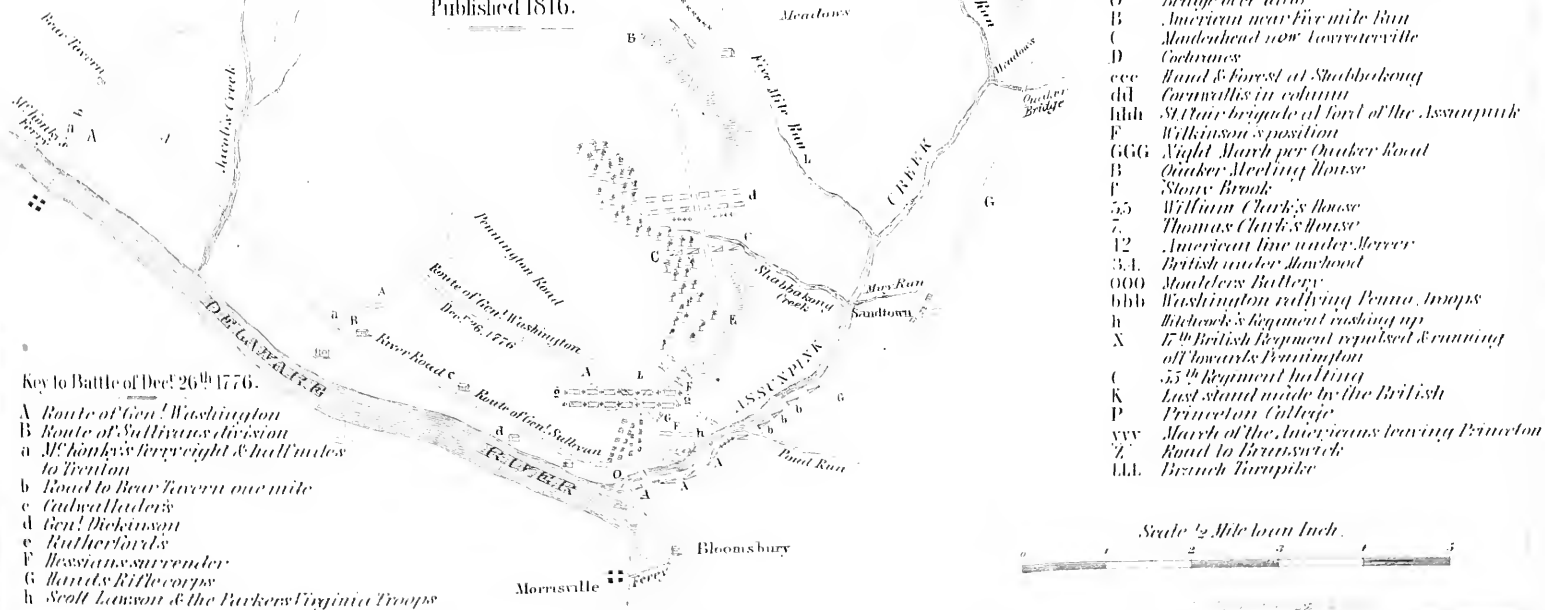 Published 1816.
Meadows
Run
Bear Tavern
Jacobs Creek
McKonkeys
Ferry
a
b
A
B
Five Mile Run
L
Meadows
Quaker
Bridge
CREEK
G
d
C
C
Pennington Road
Route of Genl. Washington
Decr. 26. 1776
Shabbakong
Creek
Miry Run
Sandtown
E
DELAWARE
RIVER
A
a
B
River Road
c
Route of Genl. Sullivan
d
A
L
e
F
G
G
F
h
ASSUNPINK
b
b
b
G
Pond Run
O
A
A
A
Bloomsbury
Morrisville
Ferry
Key to Battle of Decr. 26th 1776.
A Route of Genl. Washington
B Route of Sullivans division
a McKonky's ferry eight & half miles
to Trenton
b Road to Bear Tavern one mile
c Cadwallader's
d Genl. Dickinson
e Rutherford's
F Hessians surrender
G Hands Rifle corps
h Scott Lawson & the Parkers Virginia Troops
B American near Five mile Run
C Maidenhead now Lawrenceville
D Cochranes
eee Hand & Forest at Shabbakong
dd Cornwallis in column
hhh St. Clair brigade at ford of the Assunpink
F Wilkinson's position
GGG Night March per Quaker Road
B Quaker Meeting House
f Stony Brook
55 William Clark's House
7. Thomas Clark's House
12 American line under Mercer
3.4. British under Mawhood
OOO Moulders Battery
bbb Washington rallying Penna. troops
h Hitchcock's Regiment rushing up
X 17th British Regiment repulsed & running
off towards Pennington
( 55th Regiment halting
K Last stand made by the British
P Princeton College
yyy March of the Americans leaving Princeton
Z Road to Brunswick
LLL Branch Turnpike
Scale 1/2 Mile to an Inch.
0 1 2 3 4 5